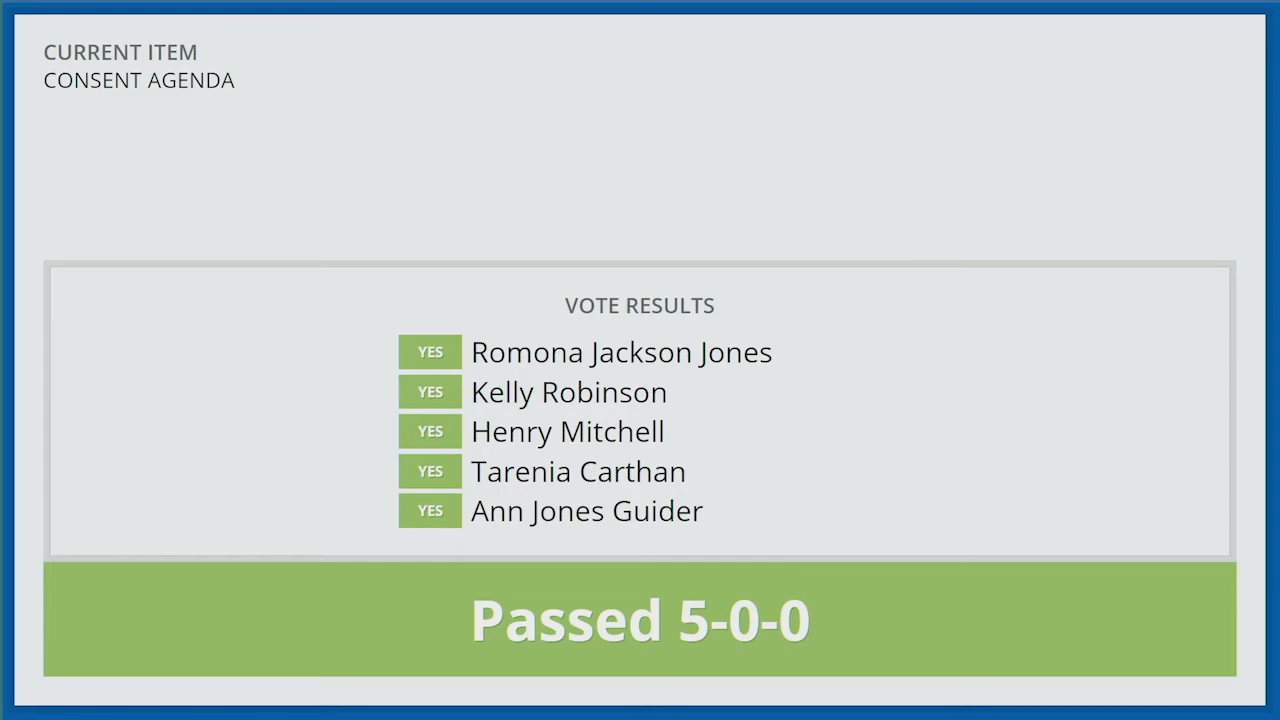 CURRENT ITEM
CONSENT AGENDA
VOTE RESULTS
YES Romona Jackson Jones
YES Kelly Robinson
YES Henry Mitchell
YES Tarenia Carthan
YES Ann Jones Guider
Passed 5-0-0